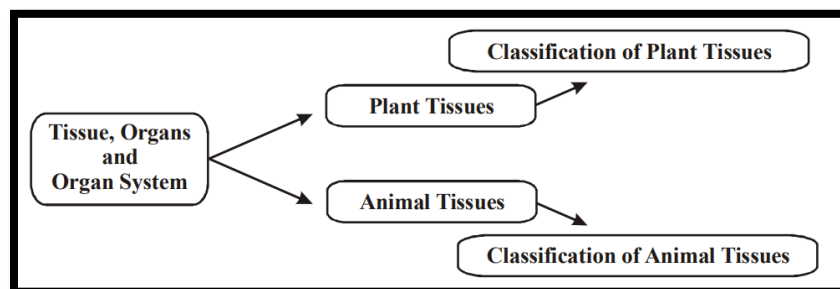 Classification of Plant Tissues
Plant Tissues
Tissue, Organs
and
Organ System
Animal Tissues
Classification of Animal Tissues